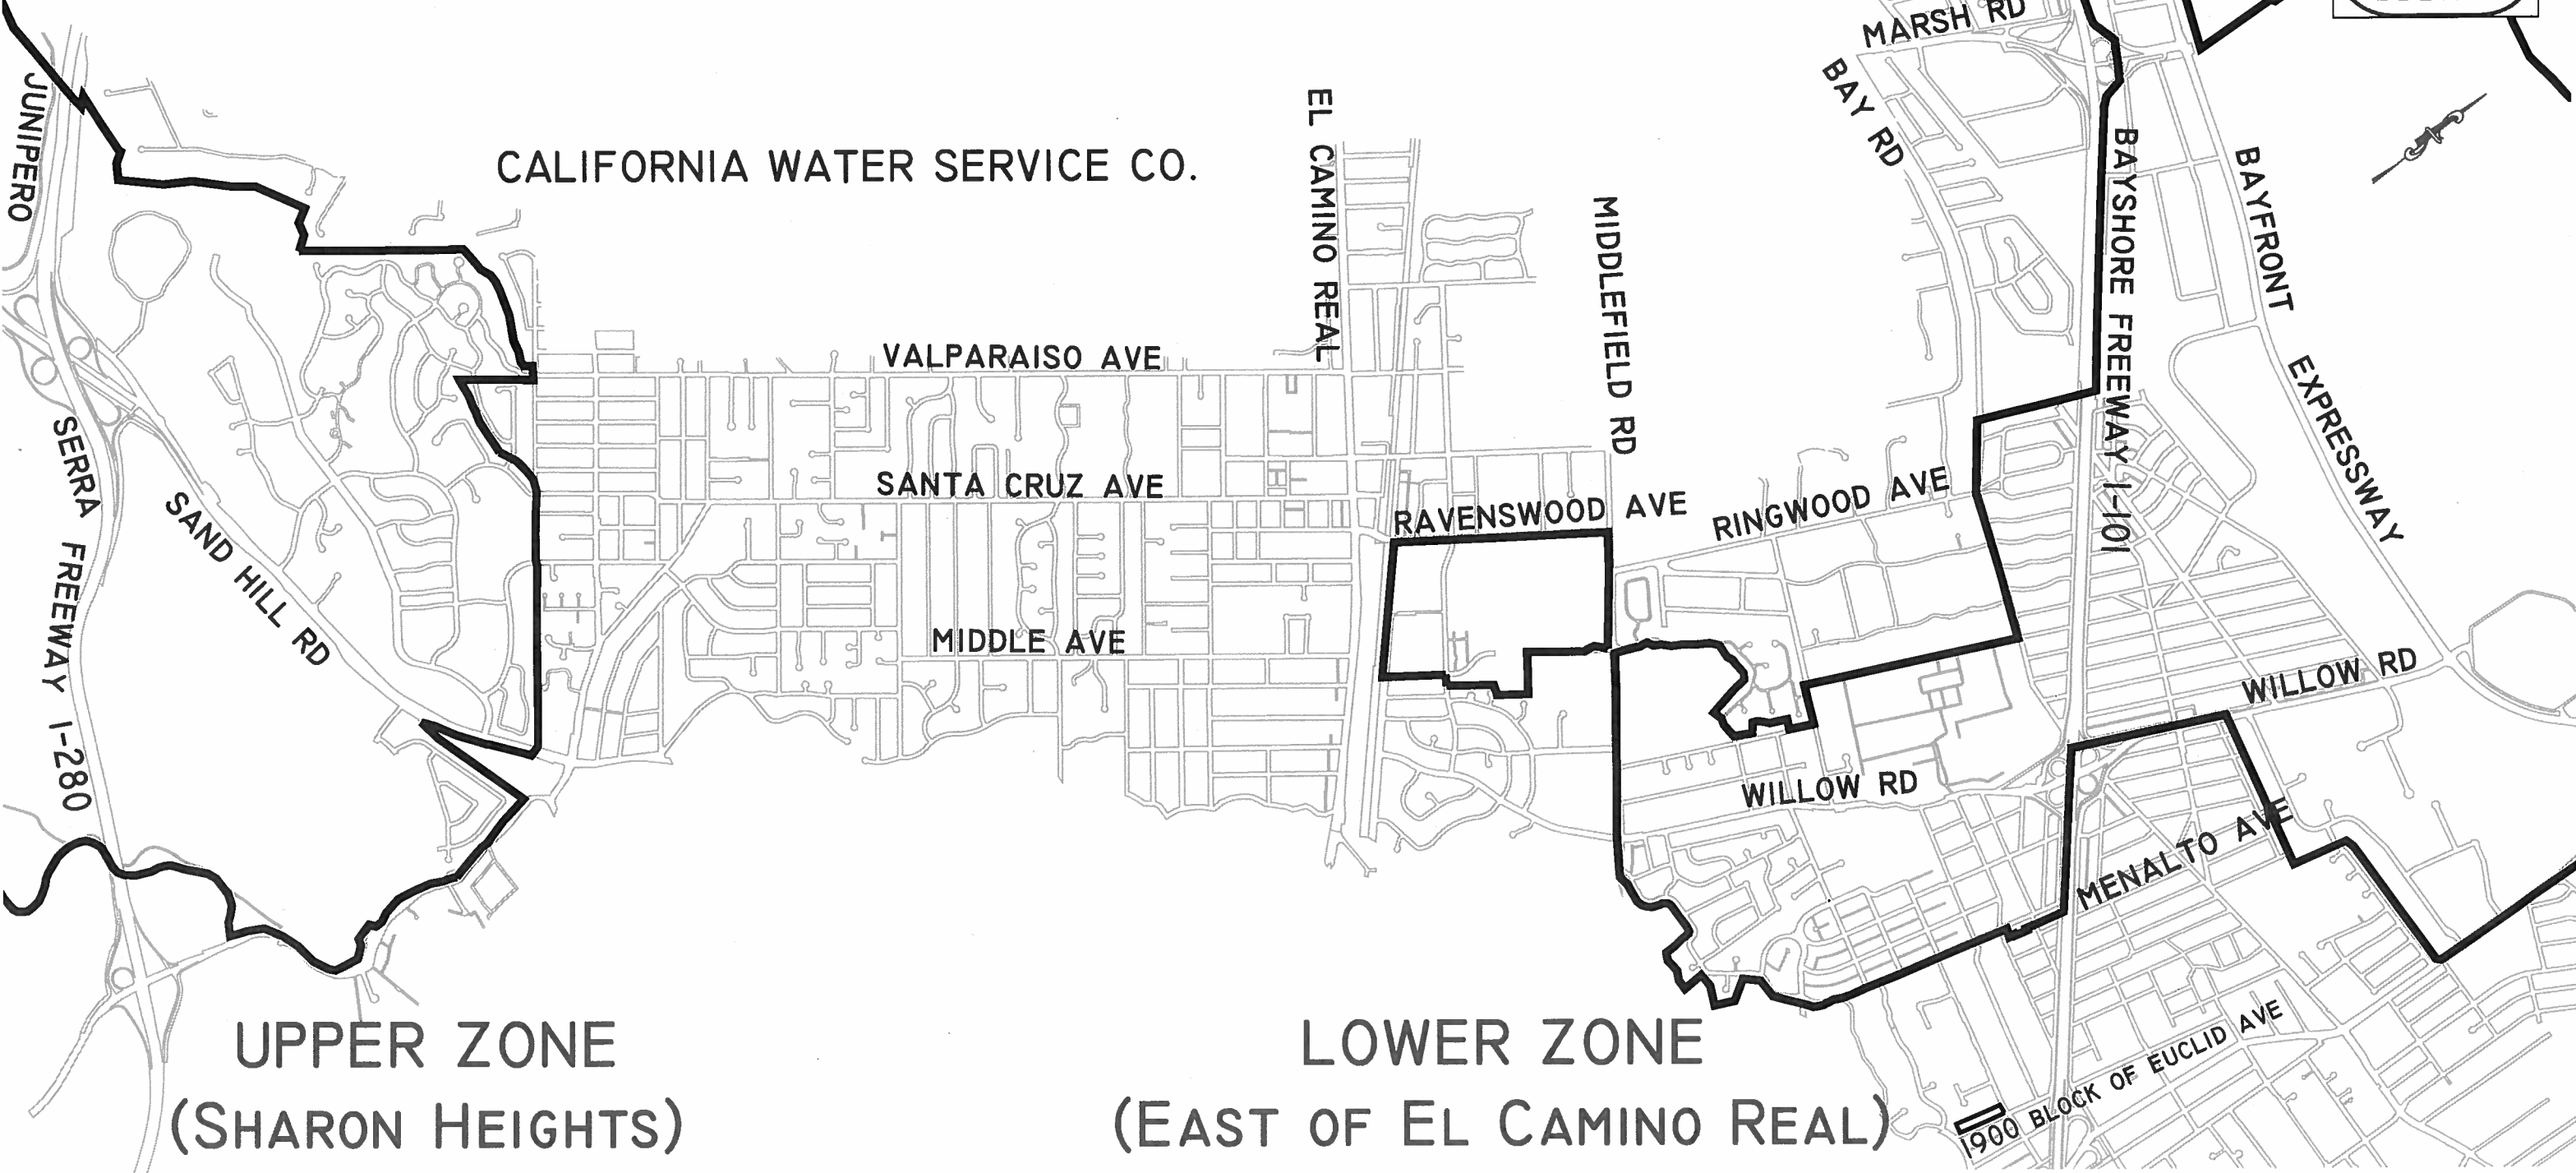 MARSH RD
BAY RD
JUNIPERO
SERRA
FREEWAY
I-280
CALIFORNIA WATER SERVICE CO.
EL CAMINO REAL
MIDDLEFIELD RD
BAYSHORE FREEWAY I-101
BAYFRONT
EXPRESSWAY
VALPARAISO AVE
SANTA CRUZ AVE
SAND HILL RD
RAVENSWOOD AVE
RINGWOOD AVE
MIDDLE AVE
WILLOW RD
WILLOW RD
MENALTO AVE
UPPER ZONE
(SHARON HEIGHTS)
LOWER ZONE
(EAST OF EL CAMINO REAL)
1900 BLOCK OF EUCLID AVE